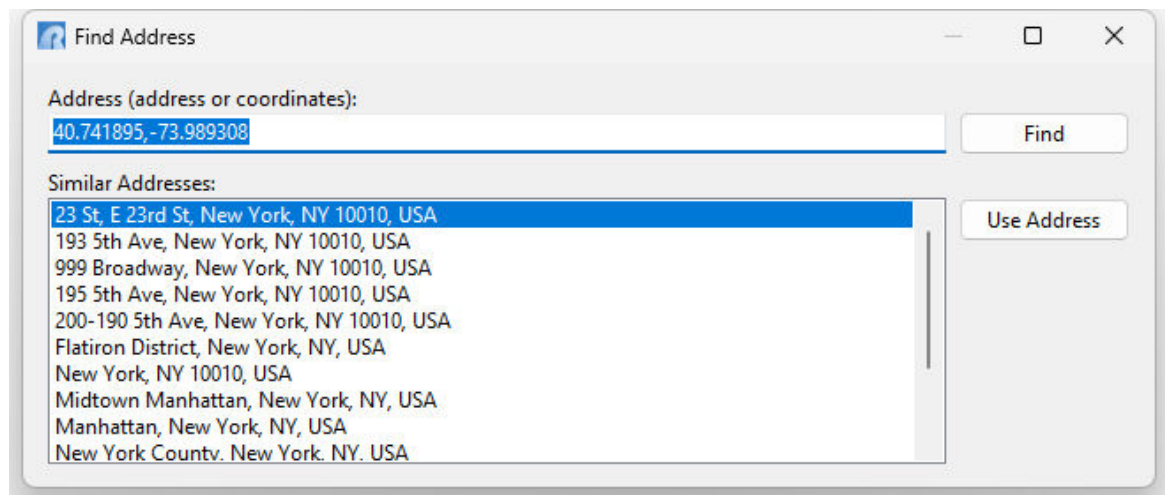 Find Address
Address (address or coordinates):
40.741895,-73.989308
Find
Similar Addresses:
23 St, E 23rd St, New York, NY 10010, USA
Use Address
193 5th Ave, New York, NY 10010, USA
999 Broadway, New York, NY 10010, USA
195 5th Ave, New York, NY 10010, USA
200-190 5th Ave, New York, NY 10010, USA
Flatiron District, New York, NY, USA
New York, NY 10010, USA
Midtown Manhattan, New York, NY, USA
Manhattan, New York, NY, USA
New York County, New York, NY, USA